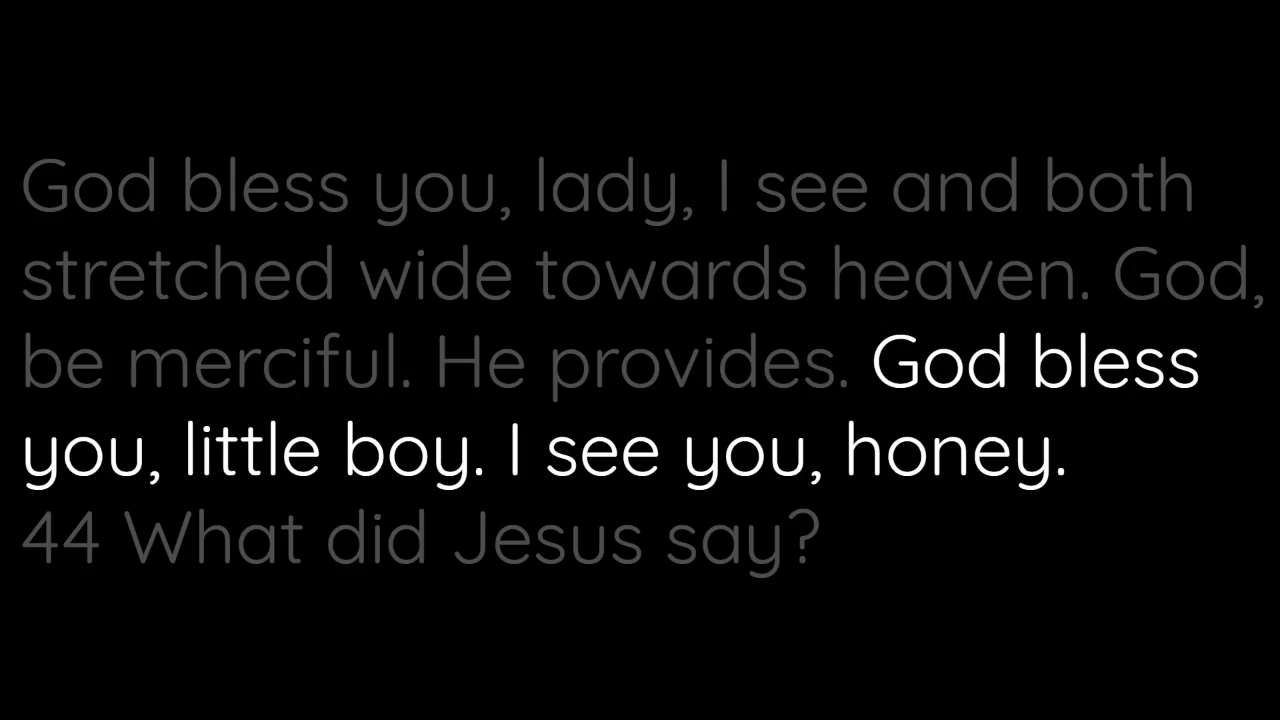 God bless you, lady, I see and both
stretched wide towards heaven. God,
be merciful. He provides. God bless
you, little boy. I see you, honey.
44 What did Jesus say?